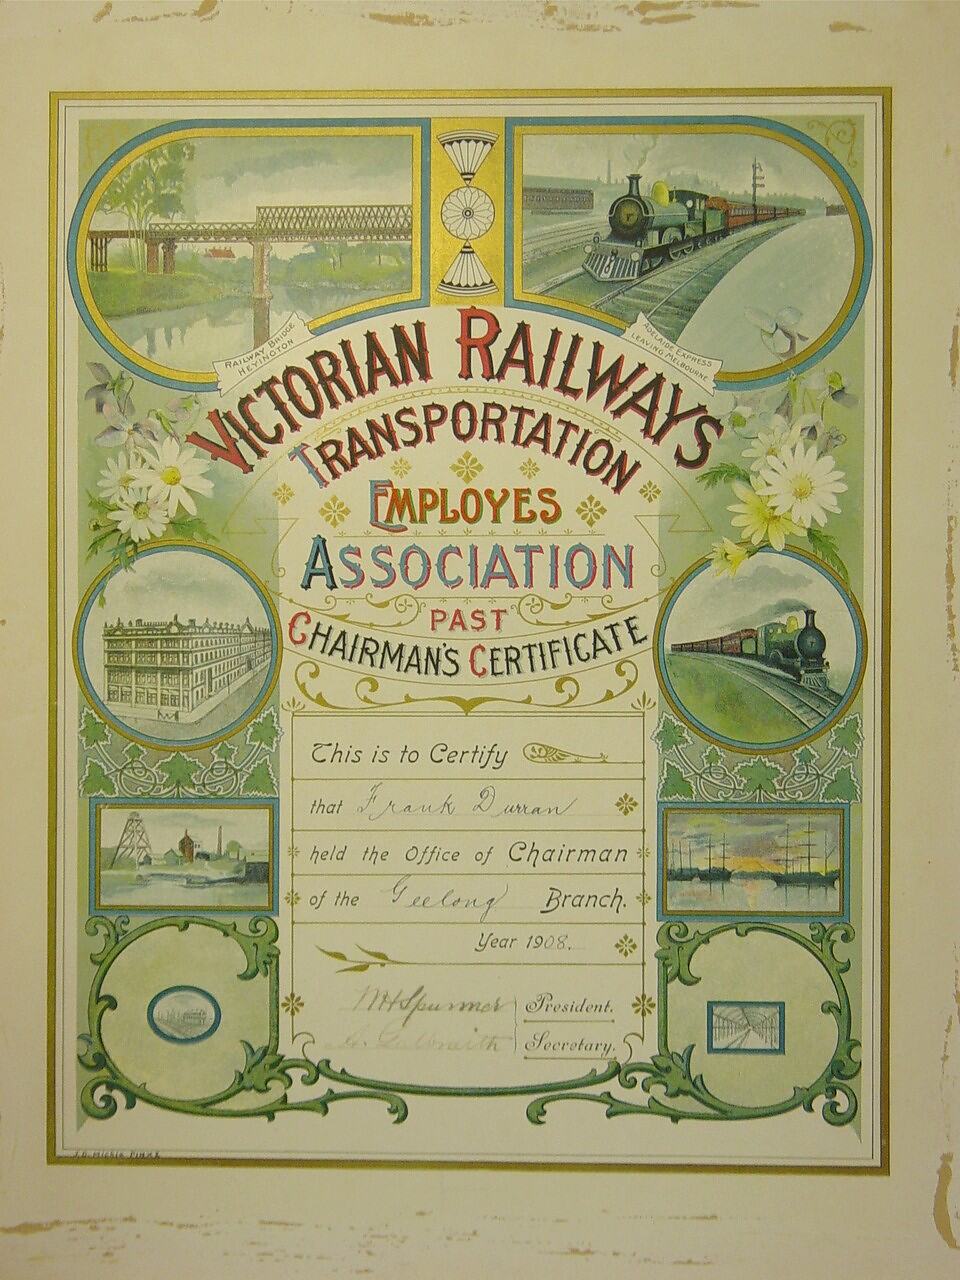 RAILWAY BRIDGE
HEYINGTON
ADELAIDE EXPRESS
LEAVING MELBOURNE
VICTORIAN RAILWAYS
TRANSPORTATION
EMPLOYES
ASSOCIATION
PAST
CHAIRMAN'S CERTIFICATE
This is to Certify
that Frank Durran
held the Office of Chairman
of the Geelong Branch.
Year 1908.
President.
Secretary.